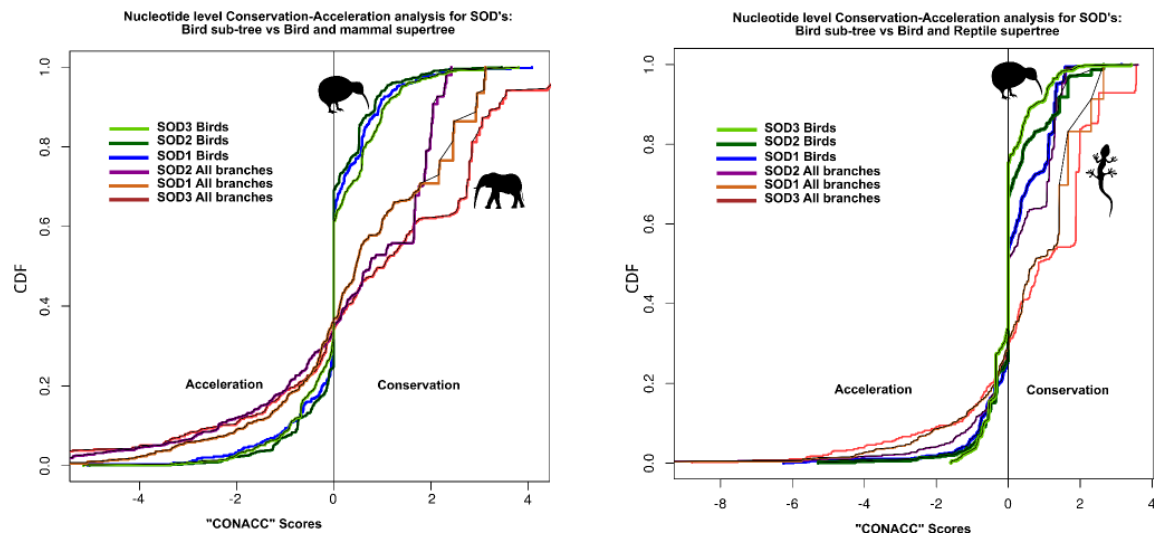 Nucleotide level Conservation-Acceleration analysis for SOD's:
Bird sub-tree vs Bird and mammal supertree
1.0
0.8
0.6
0.4
0.2
0.0
CDF
SOD3 Birds
SOD2 Birds
SOD1 Birds
SOD2 All branches
SOD1 All branches
SOD3 All branches
Acceleration
Conservation
-4
-2
0
2
4
"CONACC" Scores
Nucleotide level Conservation-Acceleration analysis for SOD's:
Bird sub-tree vs Bird and Reptile supertree
1.0
0.8
0.6
0.4
0.2
0.0
CDF
SOD3 Birds
SOD2 Birds
SOD1 Birds
SOD2 All branches
SOD1 All branches
SOD3 All branches
Acceleration
Conservation
-8
-6
-4
-2
0
2
4
"CONACC" Scores